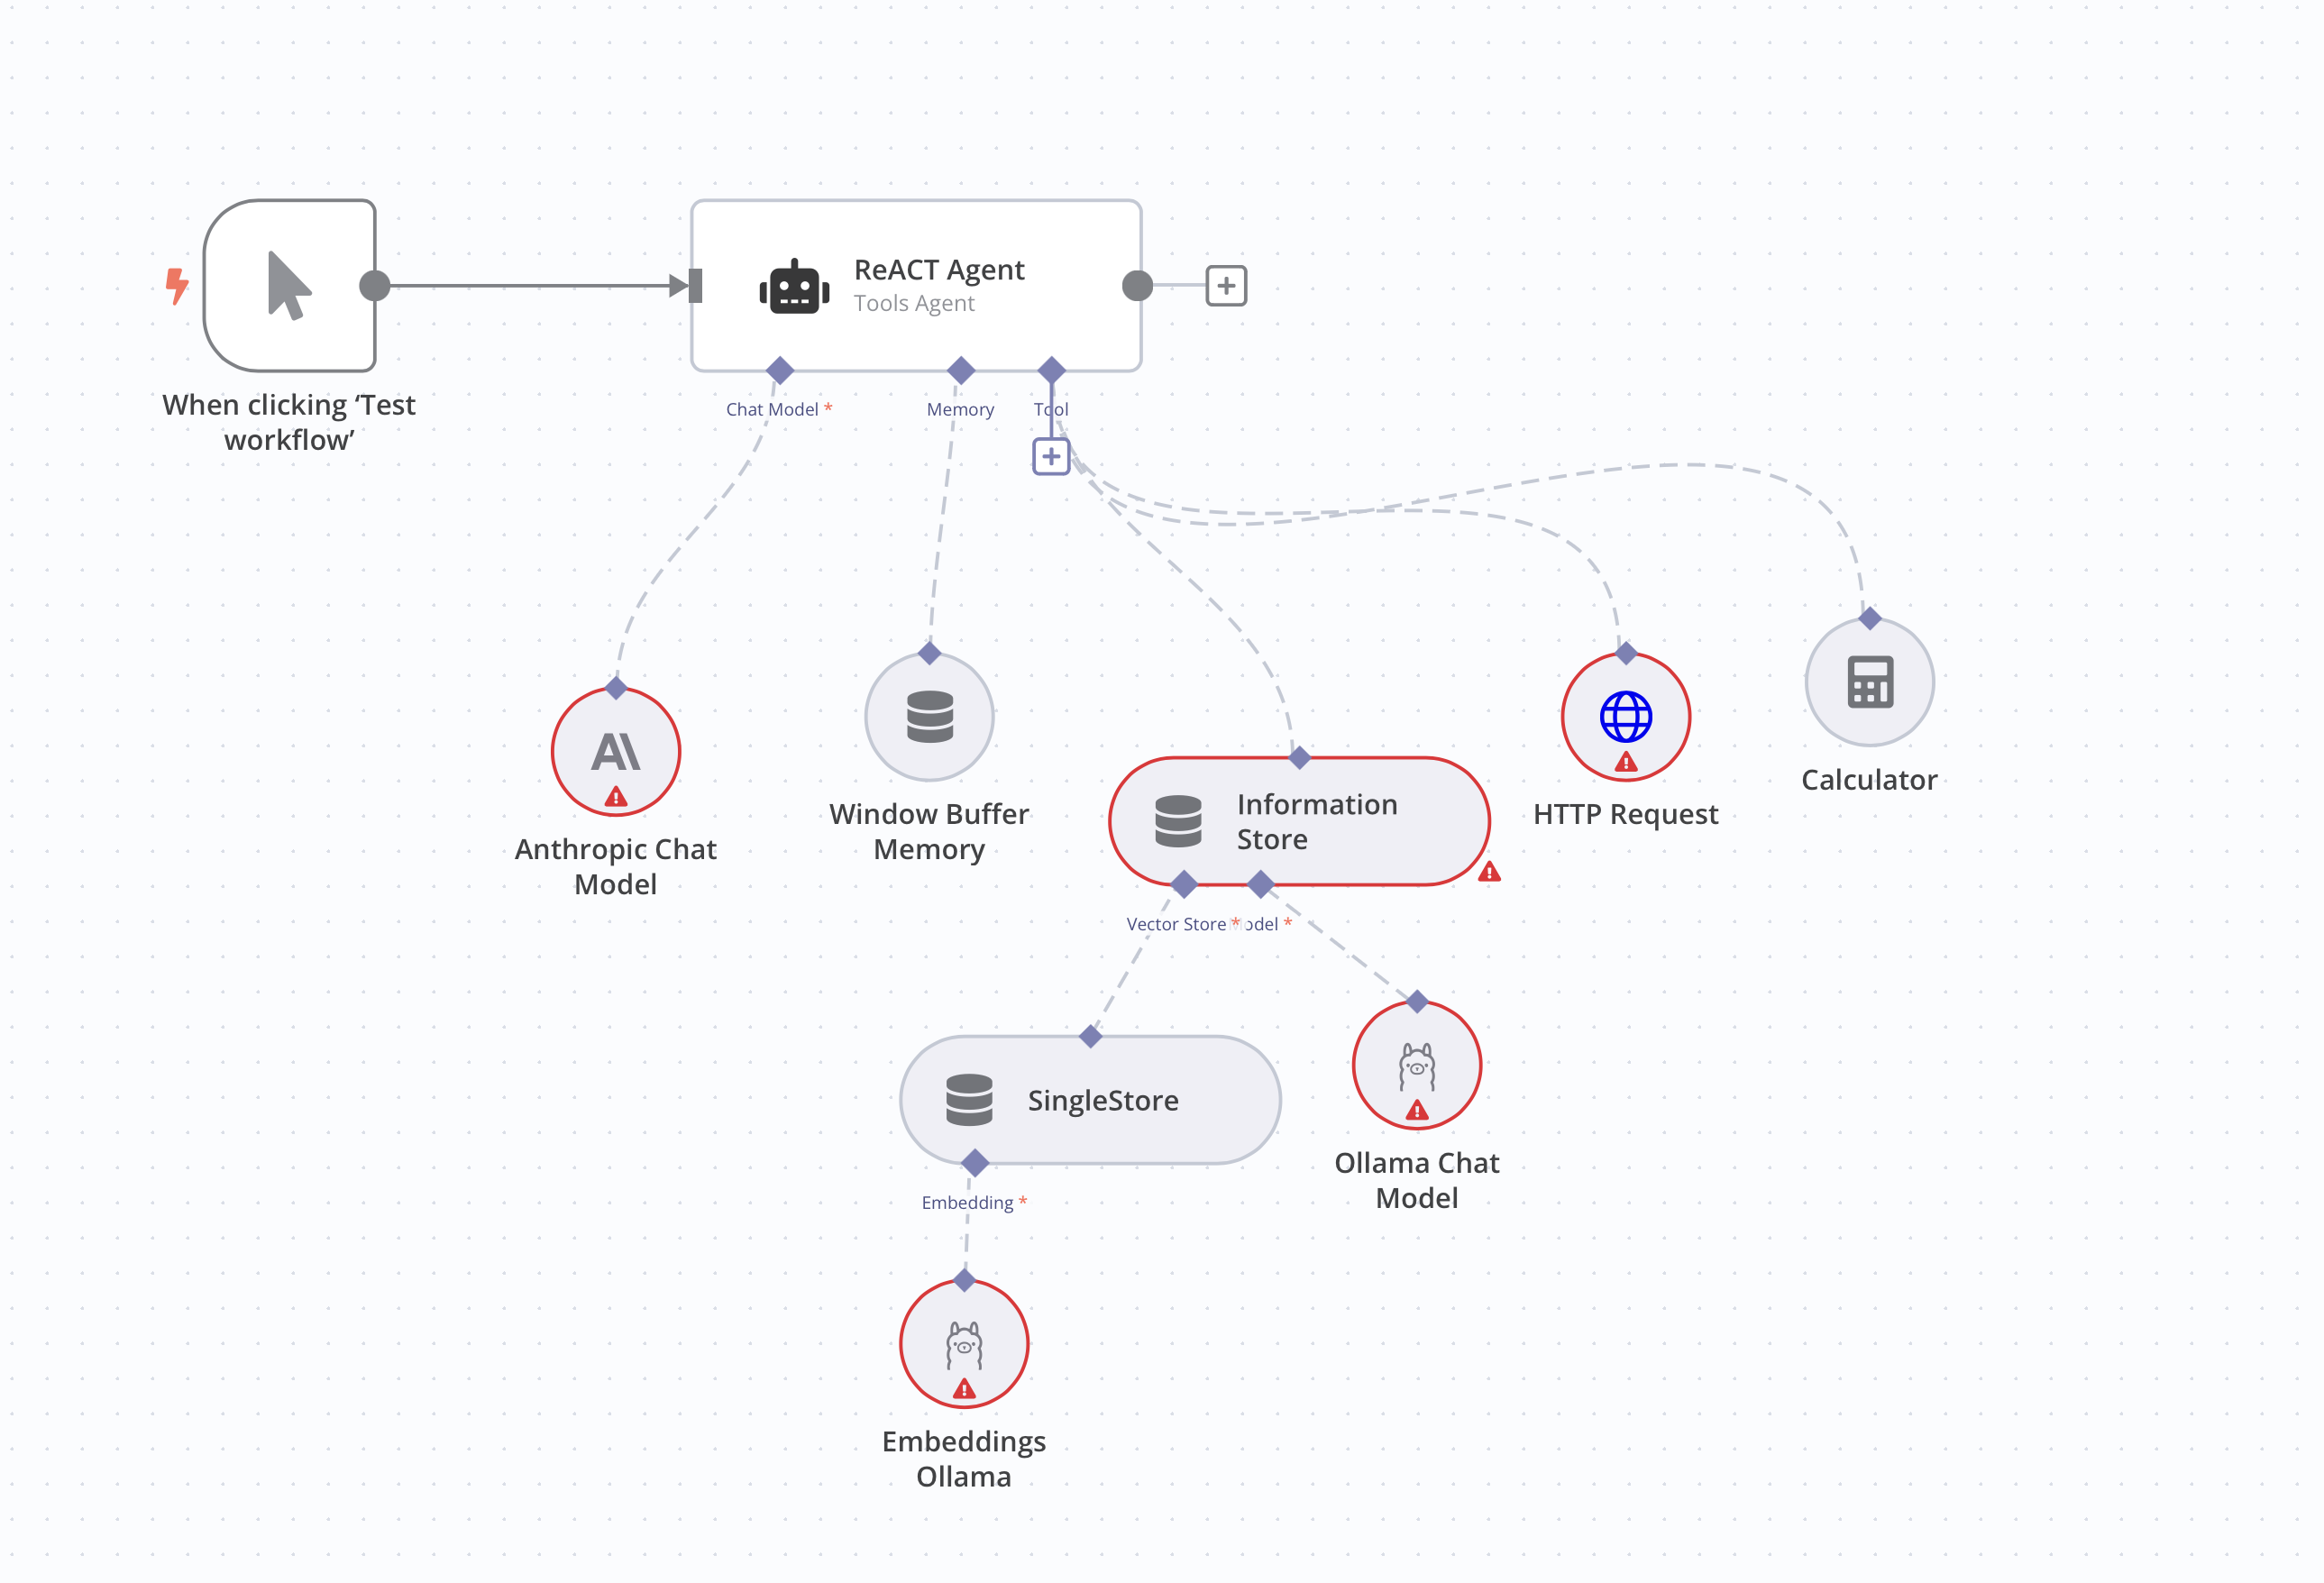 ReACT Agent
Tools Agent
When clicking ‘Test
workflow’
Chat Model *
Memory
Tool
Anthropic Chat
Model
Window Buffer
Memory
Information
Store
HTTP Request
Calculator
Vector Store *
odel *
SingleStore
Ollama Chat
Model
Embedding *
Embeddings
Ollama